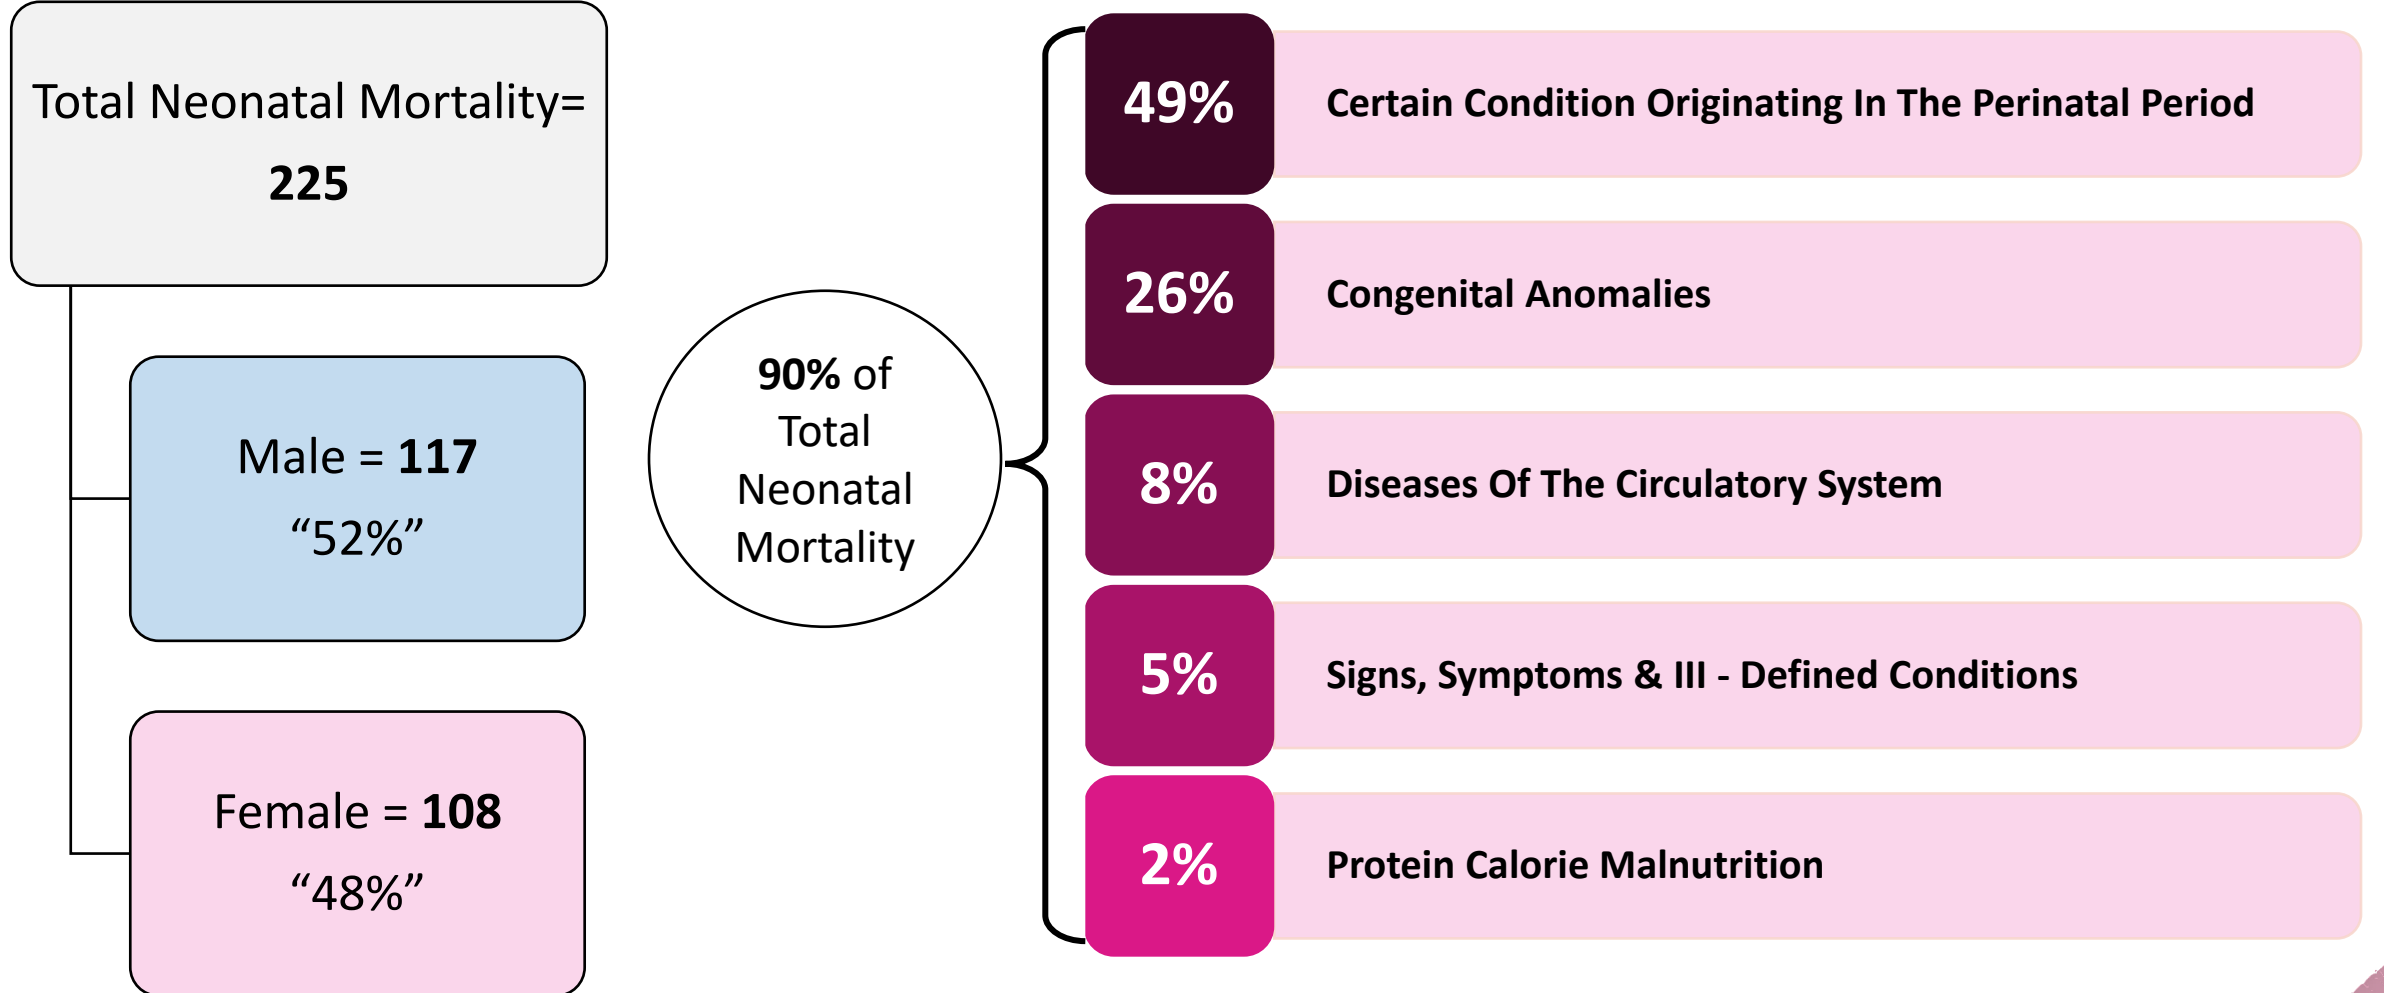 Total Neonatal Mortality=
225
Male = 117
“52%”
Female = 108
“48%”
90% of
Total
Neonatal
Mortality
49%
Certain Condition Originating In The Perinatal Period
26%
Congenital Anomalies
8%
Diseases Of The Circulatory System
5%
Signs, Symptoms & III - Defined Conditions
2%
Protein Calorie Malnutrition